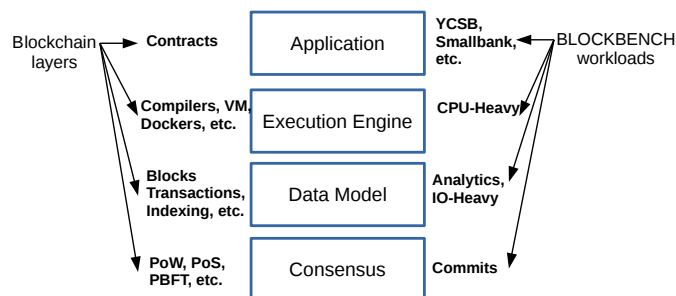 Blockchain
layers
Contracts
Application
YCSB,
Smallbank,
etc.
BLOCKBENCH
workloads
Compilers, VM,
Dockers, etc.
Execution Engine
CPU-Heavy
Blocks
Transactions,
Indexing, etc.
Data Model
Analytics,
IO-Heavy
PoW, PoS,
PBFT, etc.
Consensus
Commits